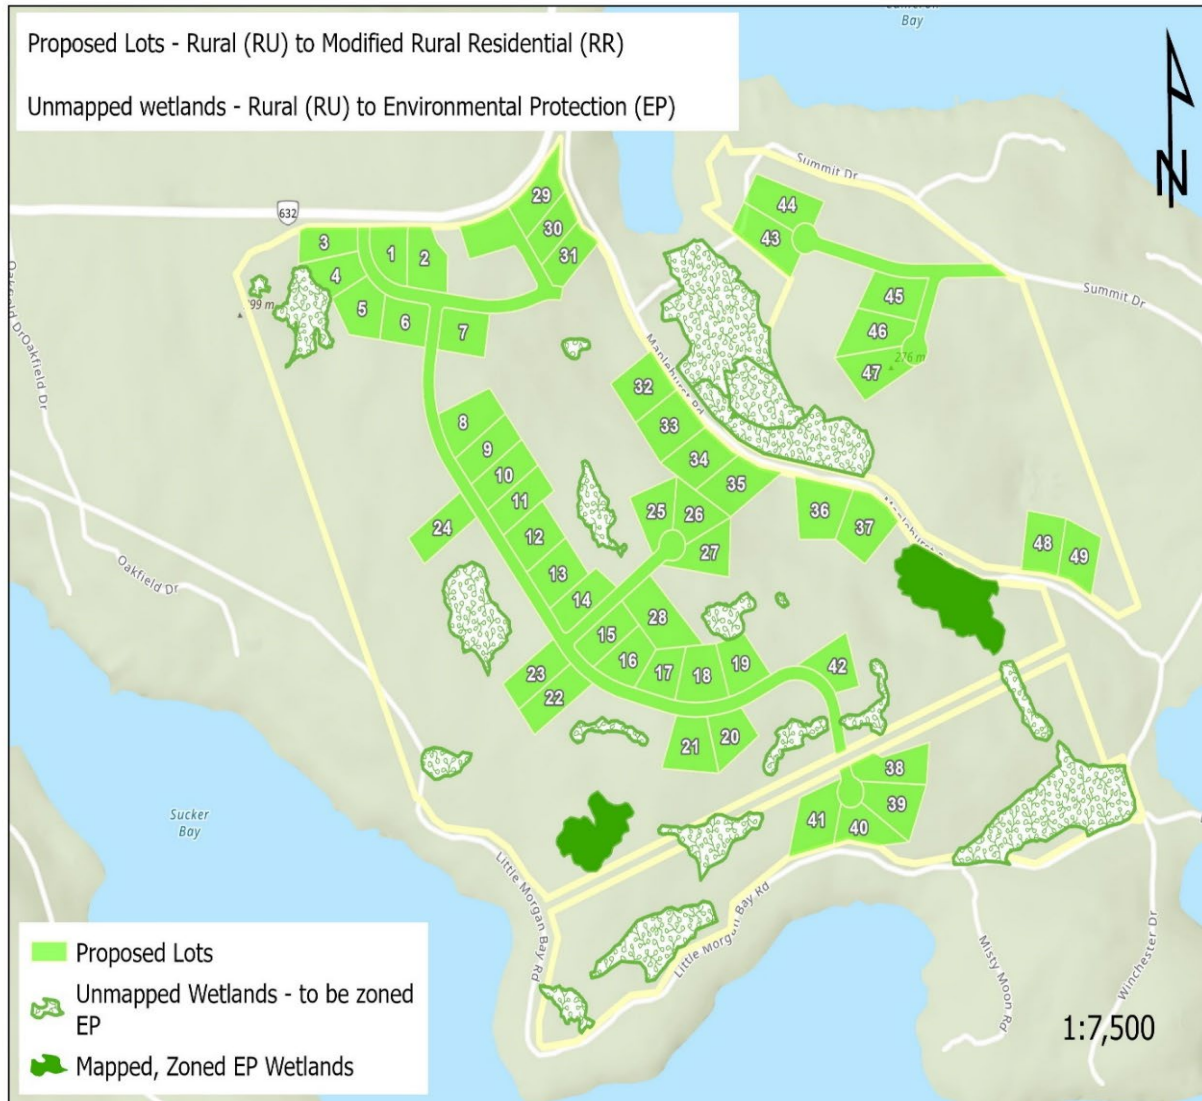 Bay
Proposed Lots - Rural (RU) to Modified Rural Residential (RR)
Unmapped wetlands - Rural (RU) to Environmental Protection (EP)
N
632
Summit Dr
Summit Dr
29
30
31
44
43
3
1
2
4
5
6
7
45
46
276 m
47
Oakfield Dr
Maplehurst Rd
32
33
34
35
8
9
10
11
12
13
14
24
25
26
27
36
37
48
49
Oakfield Dr
15
28
16
17
18
19
42
23
22
21
20
38
39
41
40
Sucker
Bay
Little Morgan Bay Rd
Little Morgan Bay Rd
Misty Moon Rd
Winchester Dr
Proposed Lots
Unmapped Wetlands - to be zoned
EP
Mapped, Zoned EP Wetlands
1:7,500